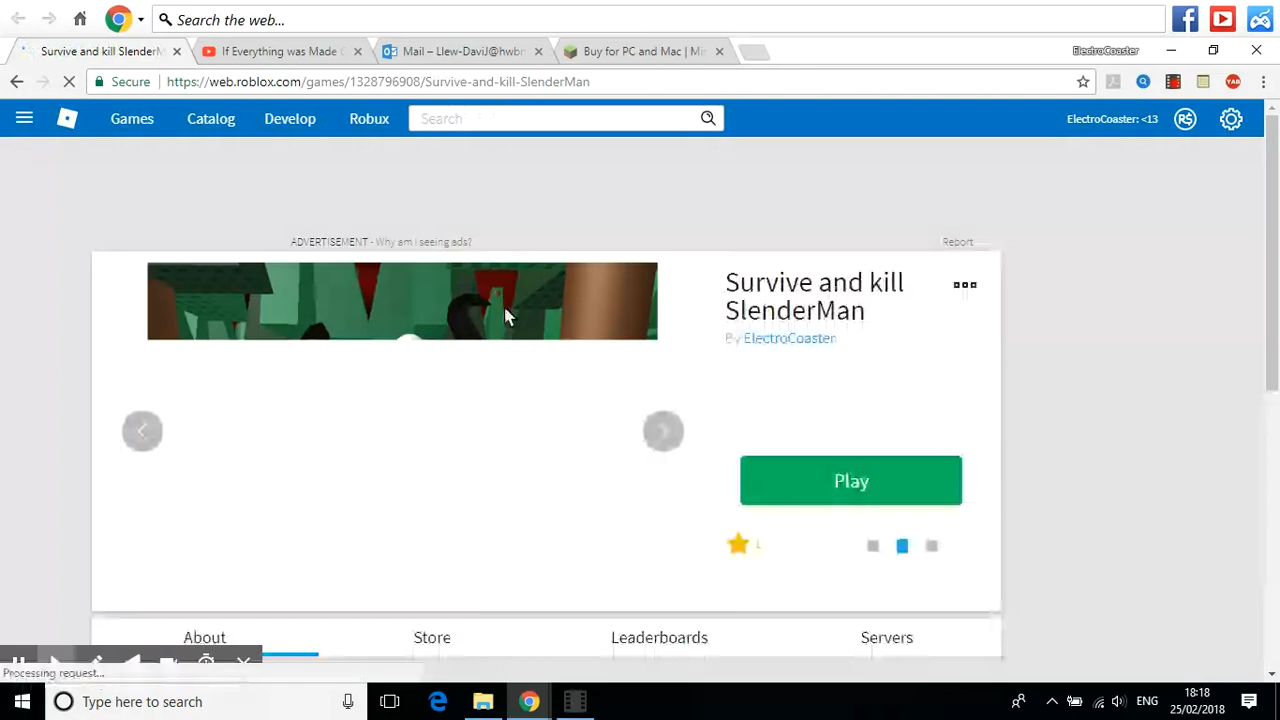 Search the web...
Survive and kill SlenderM
If Everything was Made
Mail – Llew-DaviJ@hwb
Buy for PC and Mac | Mi
ElectroCoaster
Secure
https://web.roblox.com/games/1328796908/Survive-and-kill-SlenderMan
YAB
Games
Catalog
Develop
Robux
Search
ElectroCoaster: <13
R$
ADVERTISEMENT - Why am I seeing ads?
Report
Survive and kill
SlenderMan
By ElectroCoaster
Play
About
Store
Leaderboards
Servers
Processing request...
Type here to search
ENG
18:18
25/02/2018